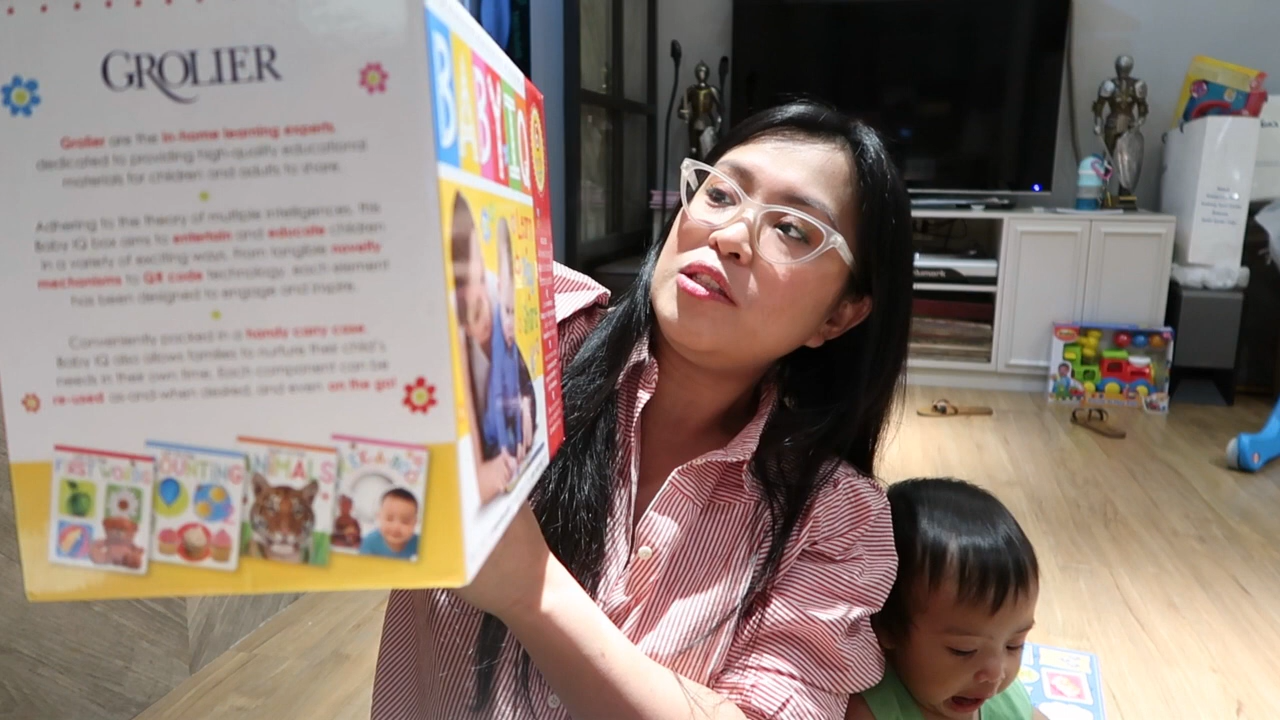 GROLIER
Grolier are the in-home learning experts
dedicated to providing high-quality educational
materials for children and adults to share.
Adhering to the theory of multiple intelligences, this
Baby IQ box aims to entertain and educate children
in a variety of exciting ways, from tangible novelty
mechanisms to QR code technology, each element
has been designed to engage and inspire.
Conveniently packed in a handy carry case,
Baby IQ also allows families to nurture their child's
needs in their own time. Each component can be
re-used, as and when desired, and even on the go!
FIRST WORDS
COUNTING
ANIMALS
BABY IQ